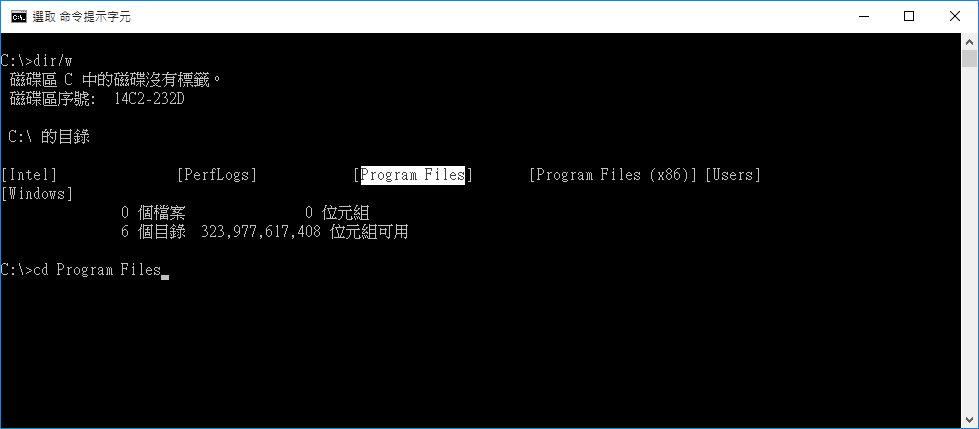 選取 命令提示字元
C:\>dir/w
磁碟區 C 中的磁碟沒有標籤。
磁碟區序號:  14C2-232D
C:\ 的目錄
[Intel] [PerfLogs] [Program Files] [Program Files (x86)] [Users]
[Windows]
0 個檔案 0 位元組
6 個目錄 323,977,617,408 位元組可用
C:\>cd Program Files